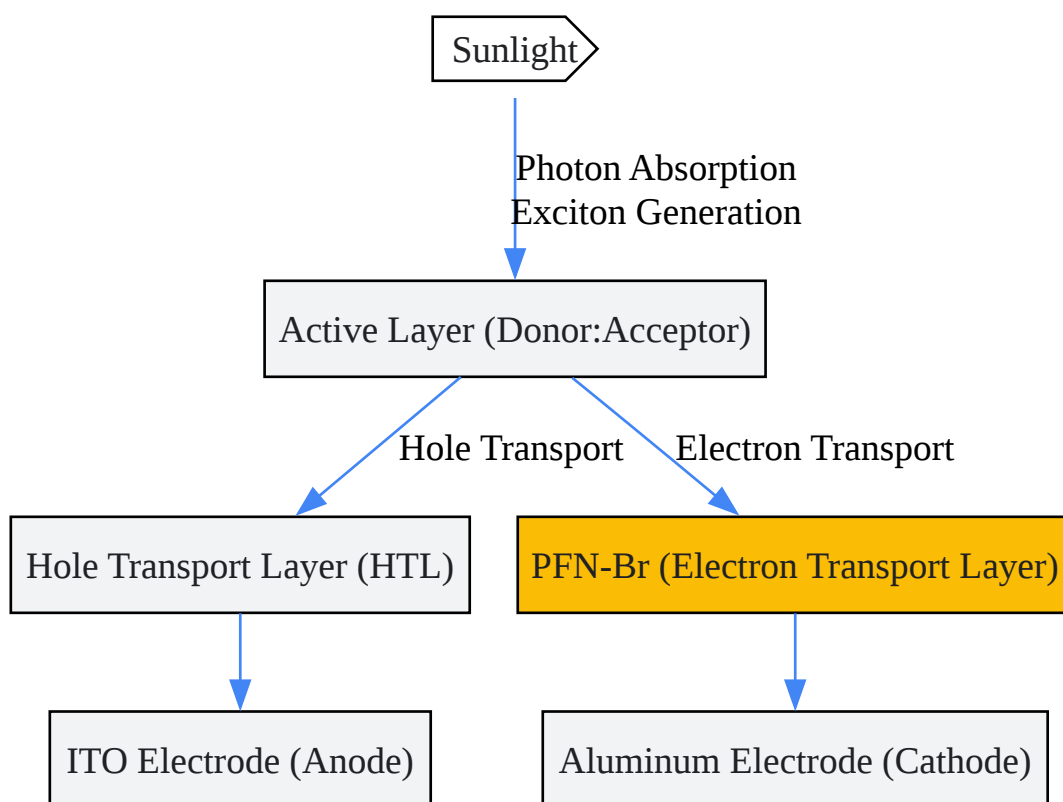 Sunlight
Photon Absorption
Exciton Generation
Active Layer (Donor:Acceptor)
Hole Transport
Electron Transport
Hole Transport Layer (HTL)
PFN-Br (Electron Transport Layer)
ITO Electrode (Anode)
Aluminum Electrode (Cathode)